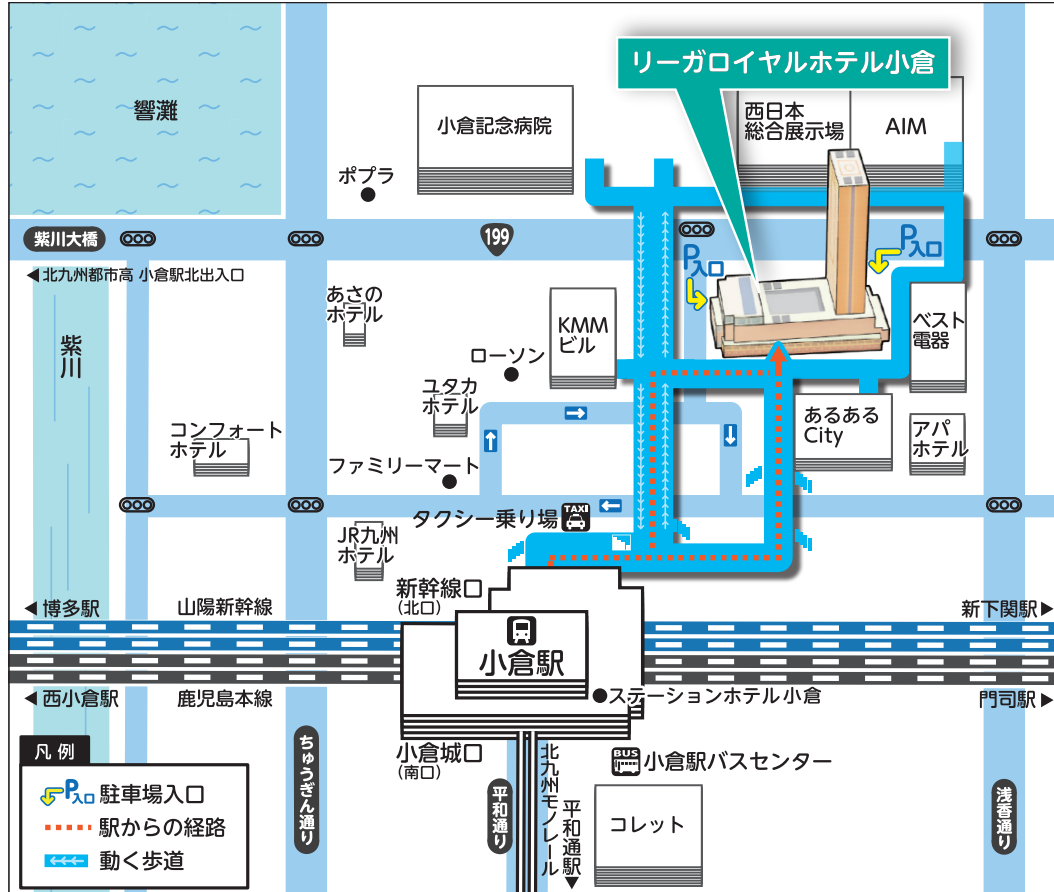 リーガロイヤルホテル小倉
響灘
小倉記念病院
西日本
総合展示場
AIM
ポプラ
紫川大橋
199
P入口
P入口
◀北九州都市高 小倉駅北出入口
あさの
ホテル
KMM
ビル
ベスト
電器
紫川
ローソン
ユタカ
ホテル
あるある
City
アパ
ホテル
コンフォート
ホテル
ファミリーマート
タクシー乗り場
TAXI
JR九州
ホテル
新幹線口
(北口)
◀博多駅
山陽新幹線
新下関駅▶
小倉駅
◀西小倉駅
鹿児島本線
ステーションホテル小倉
門司駅▶
小倉城口
(南口)
BUS
小倉駅バスセンター
ちゅうぎん通り
平和通り
北九州モノレール
平和通駅▼
コレット
浅香通り
凡例
P入口 駐車場入口
駅からの経路
動く歩道